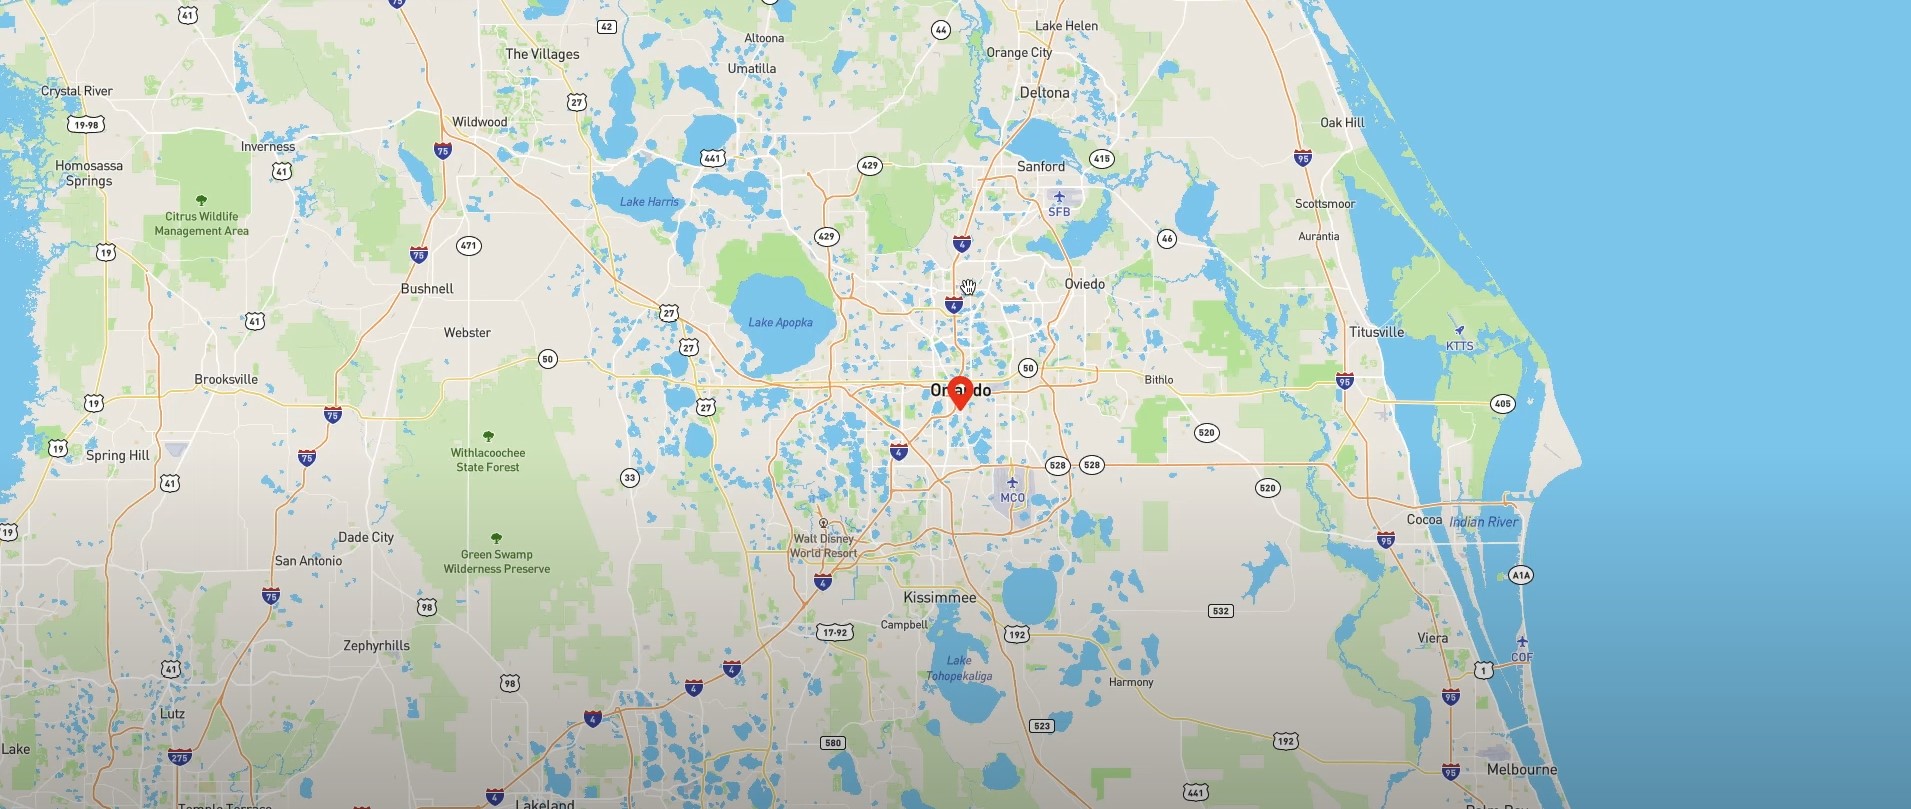 75
41
42
44
Lake Helen
Altoona
Orange City
The Villages
Umatilla
Crystal River
27
Deltona
19-98
Wildwood
Oak Hill
Inverness
75
441
429
Sanford
415
95
Homosassa
Springs
41
Lake Harris
SFB
Scottsmoor
Citrus Wildlife
Management Area
19
471
429
4
46
Aurantia
75
Bushnell
Oviedo
4
27
41
Lake Apopka
Webster
Titusville
KTTS
27
50
50
Brooksville
Bithlo
95
Orlando
19
75
27
405
520
Withlacoochee
State Forest
19
Spring Hill
75
4
528
528
41
33
MCO
520
Cocoa
Indian River
19
Dade City
Walt Disney
World Resort
95
San Antonio
Green Swamp
Wilderness Preserve
4
A1A
75
98
Kissimmee
532
Campbell
17-92
192
Viera
Zephyrhills
COF
41
98
4
4
Lake
Tohopekaliga
Harmony
1
95
Lutz
4
523
Lake
275
580
192
95
Melbourne
4
Lakeland
441
Temple Terrace
Palm Bay